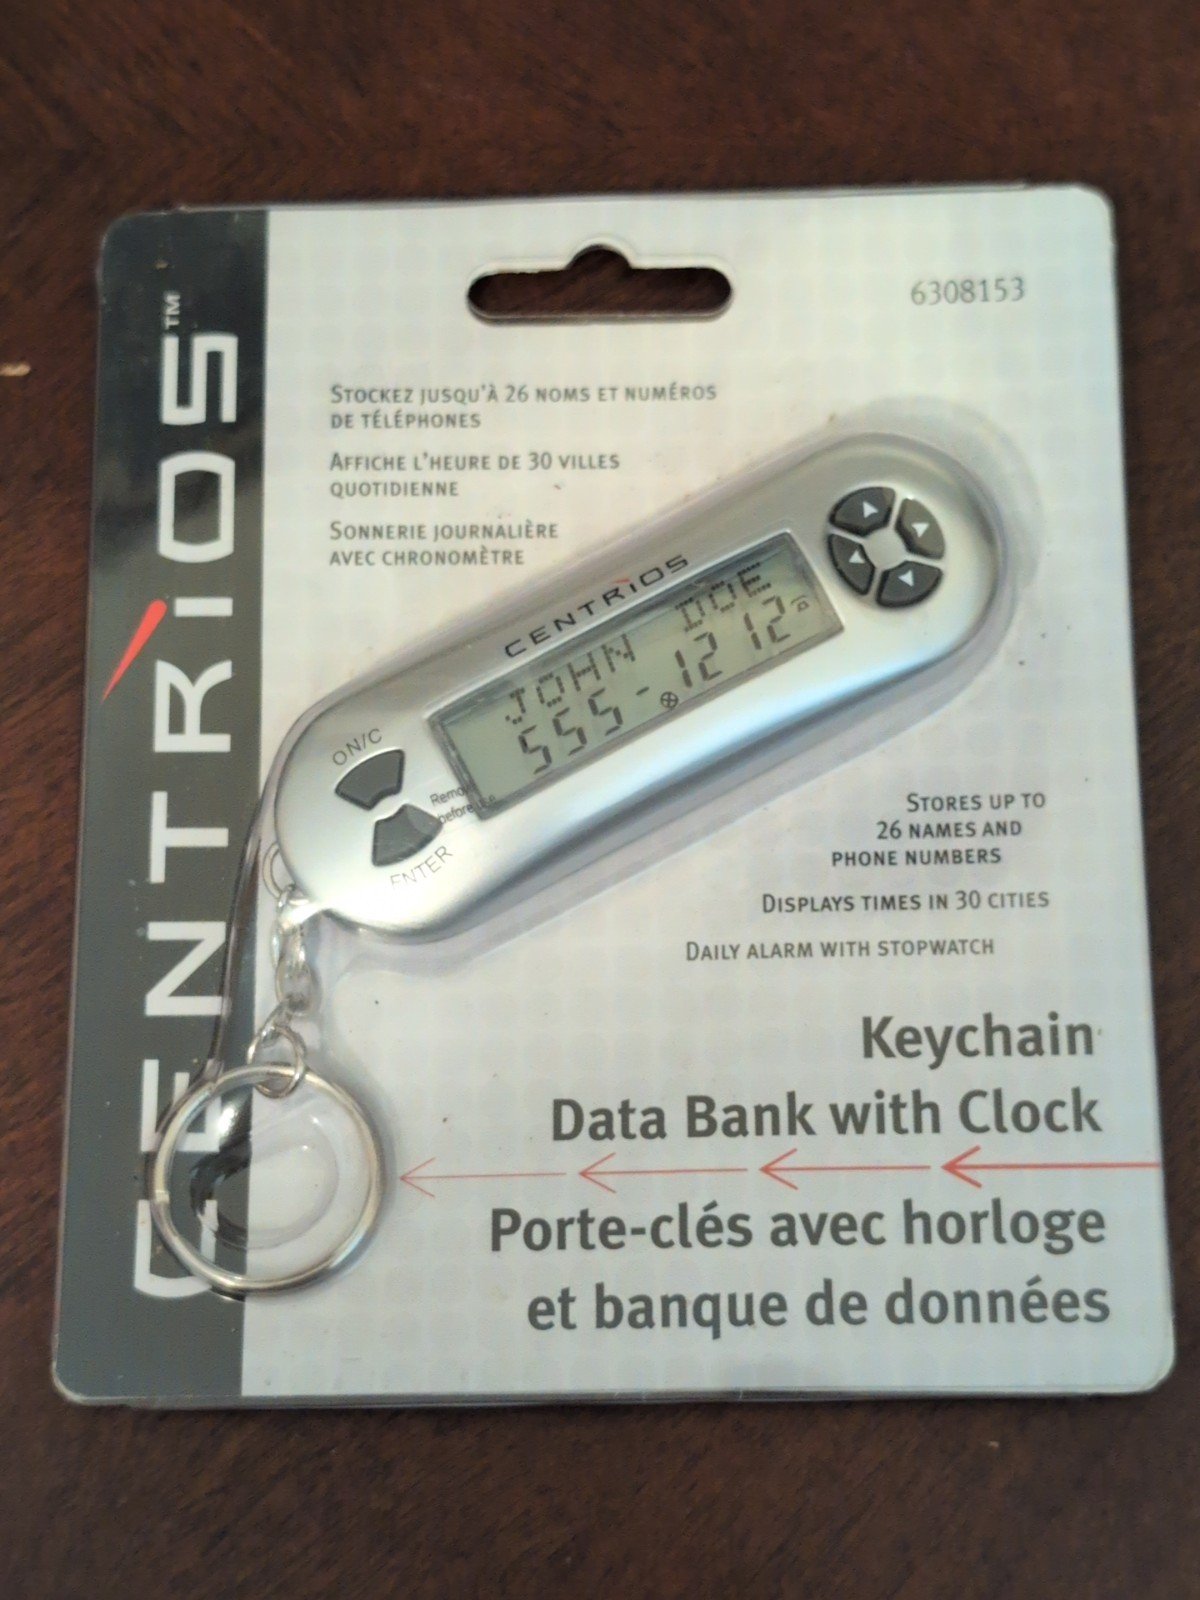 CENTRIOS™
6308153
STOCKEZ JUSQU'À 26 NOMS ET NUMÉROS
DE TÉLÉPHONES
AFFICHE L'HEURE DE 30 VILLES
QUOTIDIENNE
SONNERIE JOURNALIÈRE
AVEC CHRONOMÈTRE
CENTRIOS
JOHN DOE
555-1212
ON/C
Remove
before use
ENTER
STORES UP TO
26 NAMES AND
PHONE NUMBERS
DISPLAYS TIMES IN 30 CITIES
DAILY ALARM WITH STOPWATCH
Keychain
Data Bank with Clock
Porte-clés avec horloge
et banque de données